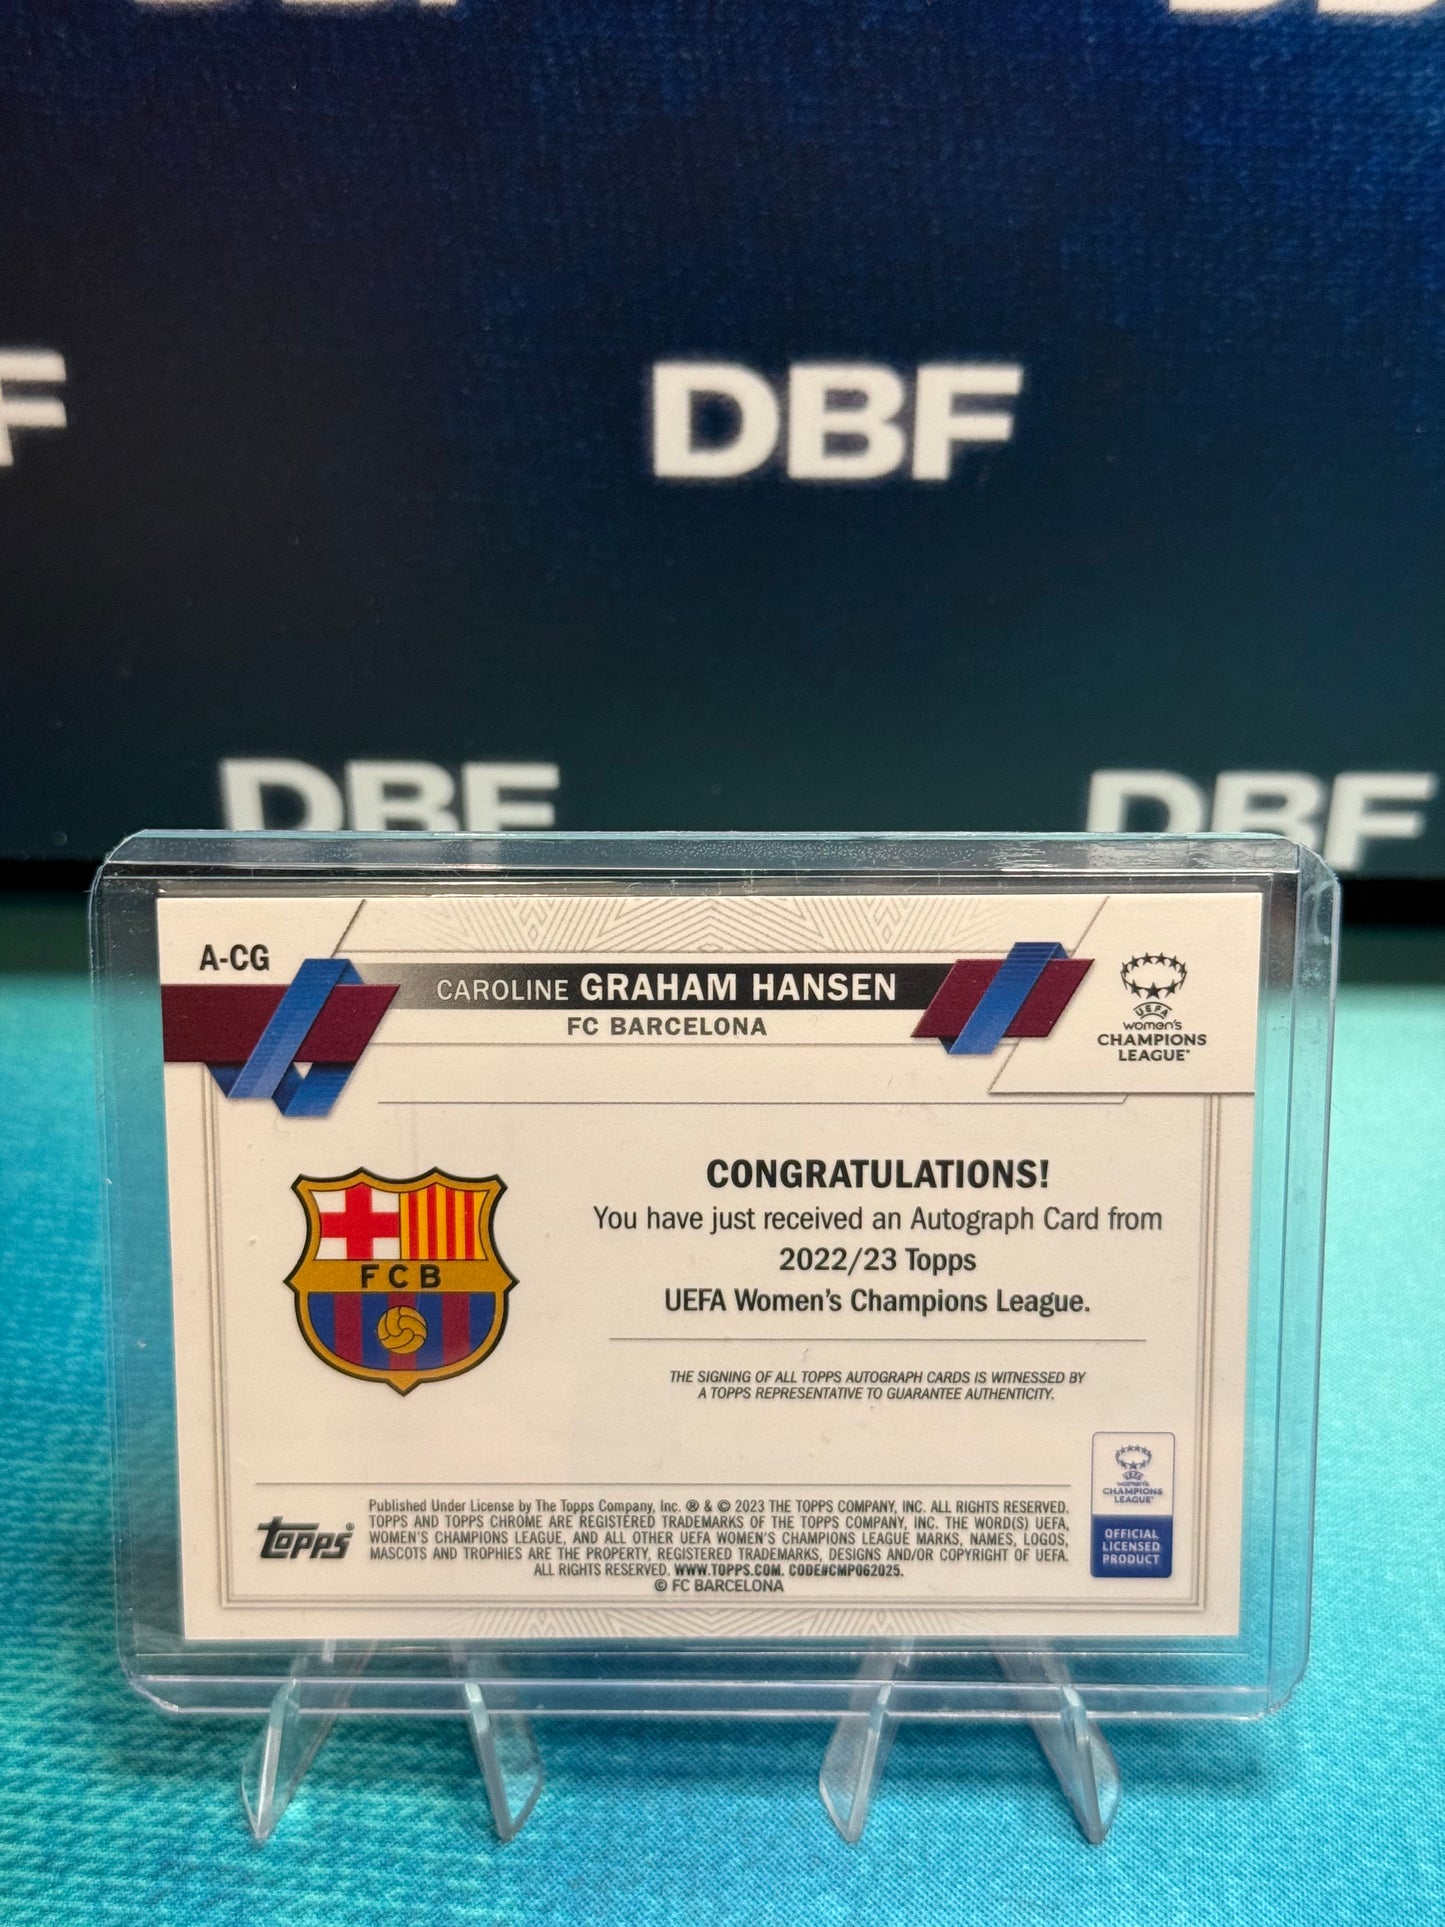 DBF
DBF
DBF
DBF
A-CG
CAROLINE GRAHAM HANSEN
FC BARCELONA
UEFA
women's
CHAMPIONS
LEAGUE
FCB
CONGRATULATIONS!
You have just received an Autograph Card from
2022/23 Topps
UEFA Women's Champions League.
THE SIGNING OF ALL TOPPS AUTOGRAPH CARDS IS WITNESSED BY
A TOPPS REPRESENTATIVE TO GUARANTEE AUTHENTICITY.
topps®
Published Under License by The Topps Company, Inc. ® & © 2023 THE TOPPS COMPANY, INC. ALL RIGHTS RESERVED.
TOPPS AND TOPPS CHROME ARE REGISTERED TRADEMARKS OF THE TOPPS COMPANY, INC. THE WORD(S) UEFA,
WOMEN'S CHAMPIONS LEAGUE, AND ALL OTHER UEFA WOMEN'S CHAMPIONS LEAGUE MARKS, NAMES, LOGOS,
MASCOTS AND TROPHIES ARE THE PROPERTY, REGISTERED TRADEMARKS, DESIGNS AND/OR COPYRIGHT OF UEFA.
ALL RIGHTS RESERVED. WWW.TOPPS.COM. CODE#CMP062025.
© FC BARCELONA
UEFA
women's
CHAMPIONS
LEAGUE
OFFICIAL
LICENSED
PRODUCT